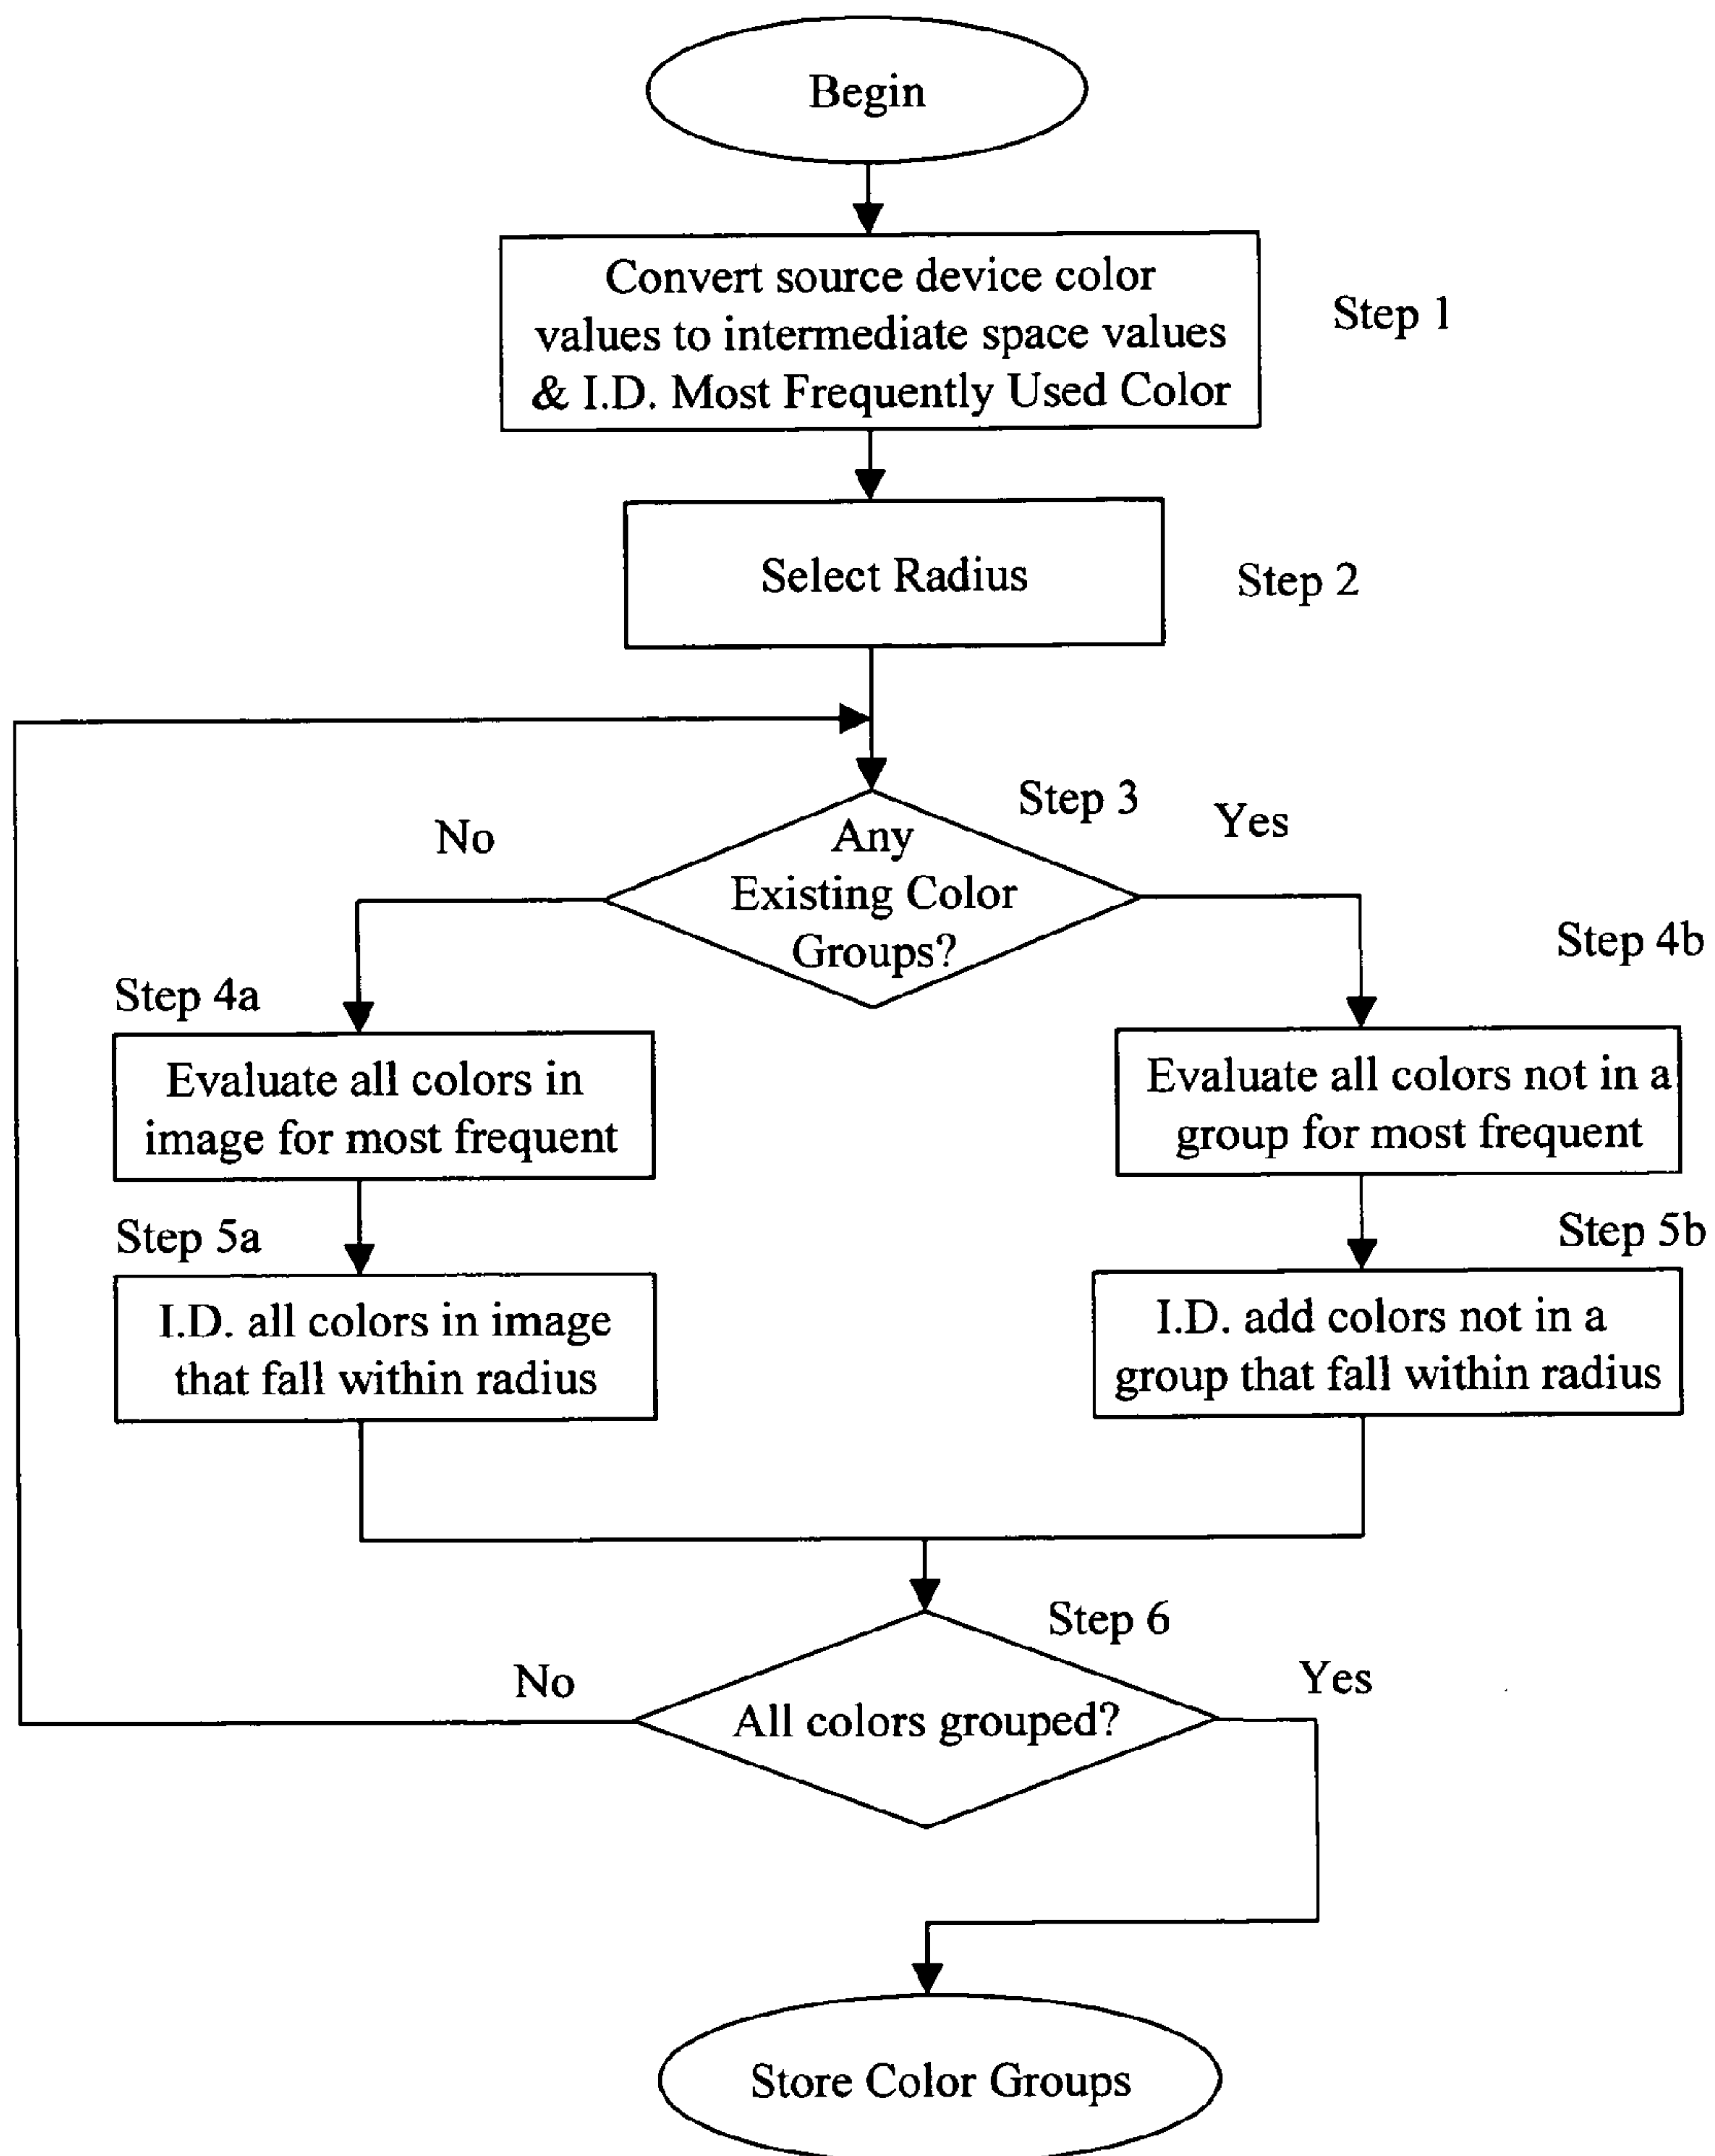 Begin
Convert source device color
values to intermediate space values
& I.D. Most Frequently Used Color
Step 1
Select Radius
Step 2
Step 3
No
Yes
Any
Existing Color
Groups?
Step 4a
Step 4b
Evaluate all colors in
image for most frequent
Evaluate all colors not in a
group for most frequent
Step 5a
Step 5b
I.D. all colors in image
that fall within radius
I.D. add colors not in a
group that fall within radius
Step 6
No
Yes
All colors grouped?
Store Color Groups